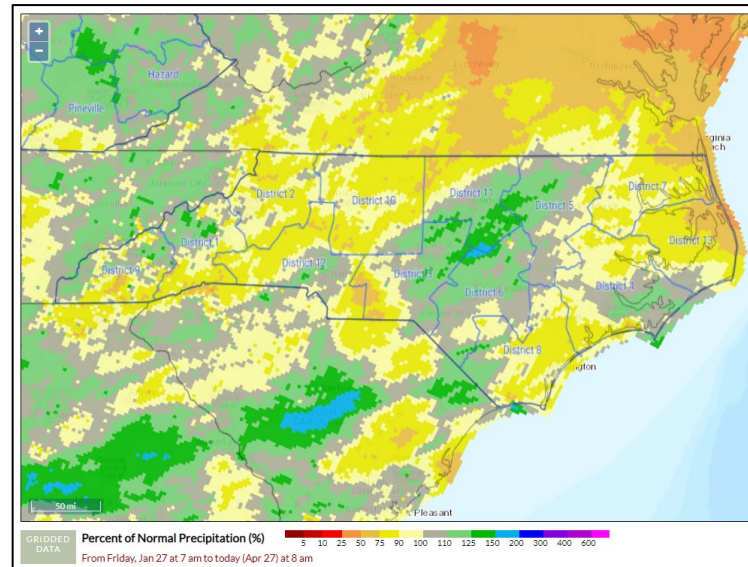 +
−
Hazard
Pineville
Virginia
Beach
District 2
District 10
District 11
District 5
District 7
District 1
District 13
District 9
District 12
District 3
District 4
District 6
District 8
Pleasant
50 mi
GRIDDED
DATA
Percent of Normal Precipitation (%)
5 10 25 50 75 90 100 110 125 150 200 300 400 600
From Friday, Jan 27 at 7 am to today (Apr 27) at 8 am